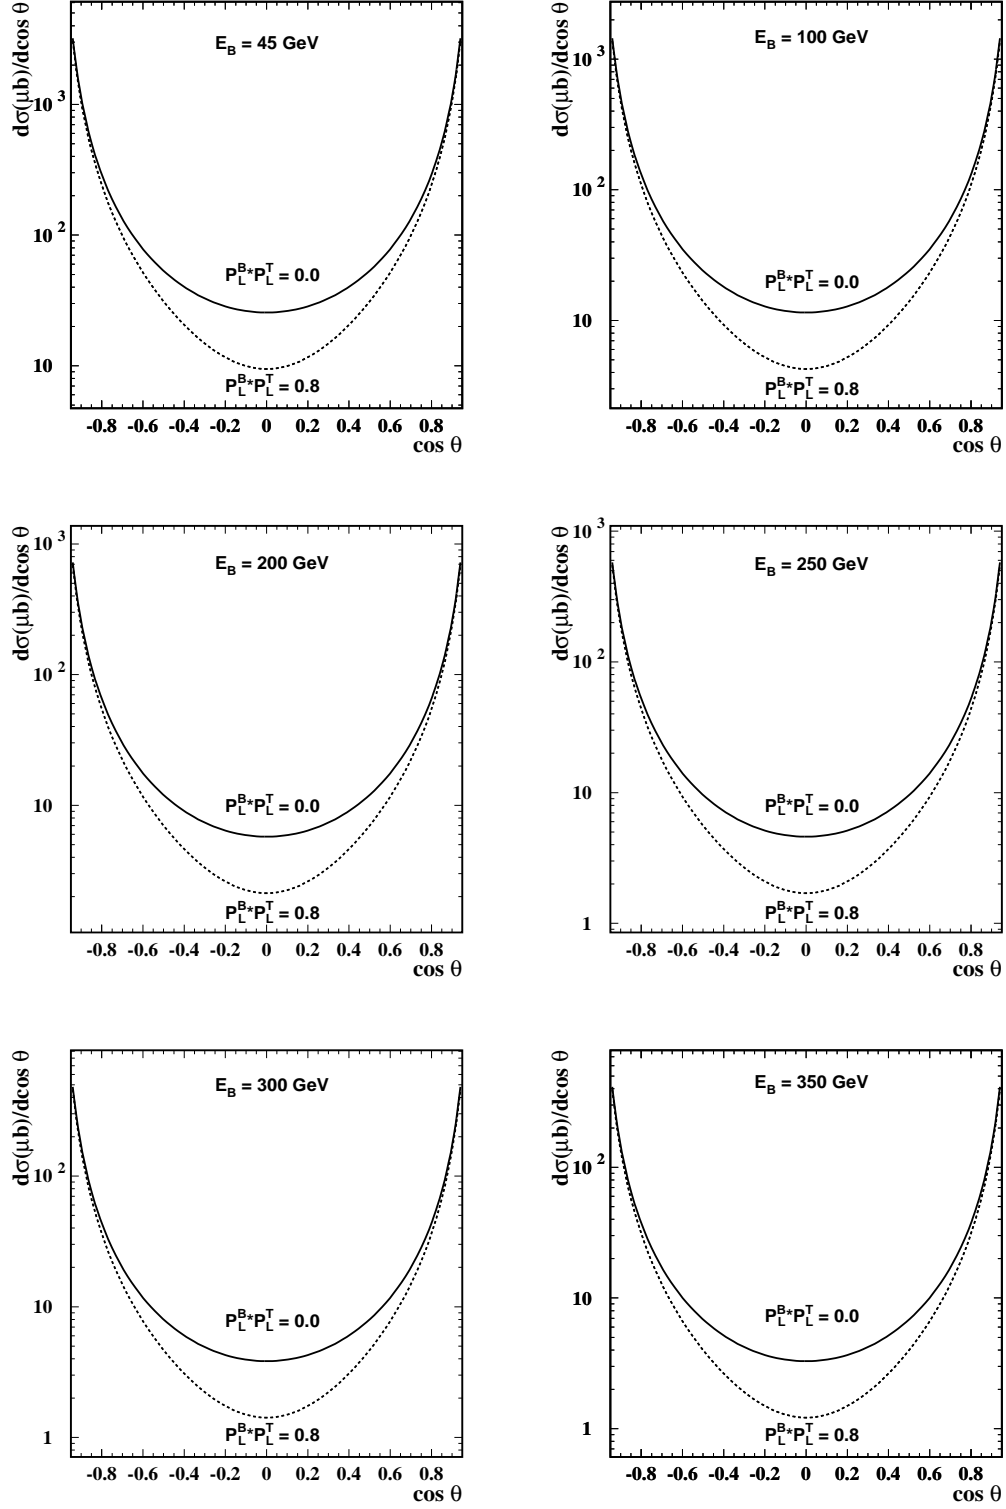 dσ(μb)/dcos θ
E_B = 45 GeV
10^3
10^2
10
P_L^B*P_L^T = 0.0
P_L^B*P_L^T = 0.8
-0.8 -0.6 -0.4 -0.2 0 0.2 0.4 0.6 0.8
cos θ
dσ(μb)/dcos θ
E_B = 100 GeV
10^3
10^2
10
P_L^B*P_L^T = 0.0
P_L^B*P_L^T = 0.8
-0.8 -0.6 -0.4 -0.2 0 0.2 0.4 0.6 0.8
cos θ
dσ(μb)/dcos θ
E_B = 200 GeV
10^3
10^2
10
P_L^B*P_L^T = 0.0
P_L^B*P_L^T = 0.8
-0.8 -0.6 -0.4 -0.2 0 0.2 0.4 0.6 0.8
cos θ
dσ(μb)/dcos θ
E_B = 250 GeV
10^3
10^2
10
1
P_L^B*P_L^T = 0.0
P_L^B*P_L^T = 0.8
-0.8 -0.6 -0.4 -0.2 0 0.2 0.4 0.6 0.8
cos θ
dσ(μb)/dcos θ
E_B = 300 GeV
10^2
10
1
P_L^B*P_L^T = 0.0
P_L^B*P_L^T = 0.8
-0.8 -0.6 -0.4 -0.2 0 0.2 0.4 0.6 0.8
cos θ
dσ(μb)/dcos θ
E_B = 350 GeV
10^2
10
1
P_L^B*P_L^T = 0.0
P_L^B*P_L^T = 0.8
-0.8 -0.6 -0.4 -0.2 0 0.2 0.4 0.6 0.8
cos θ